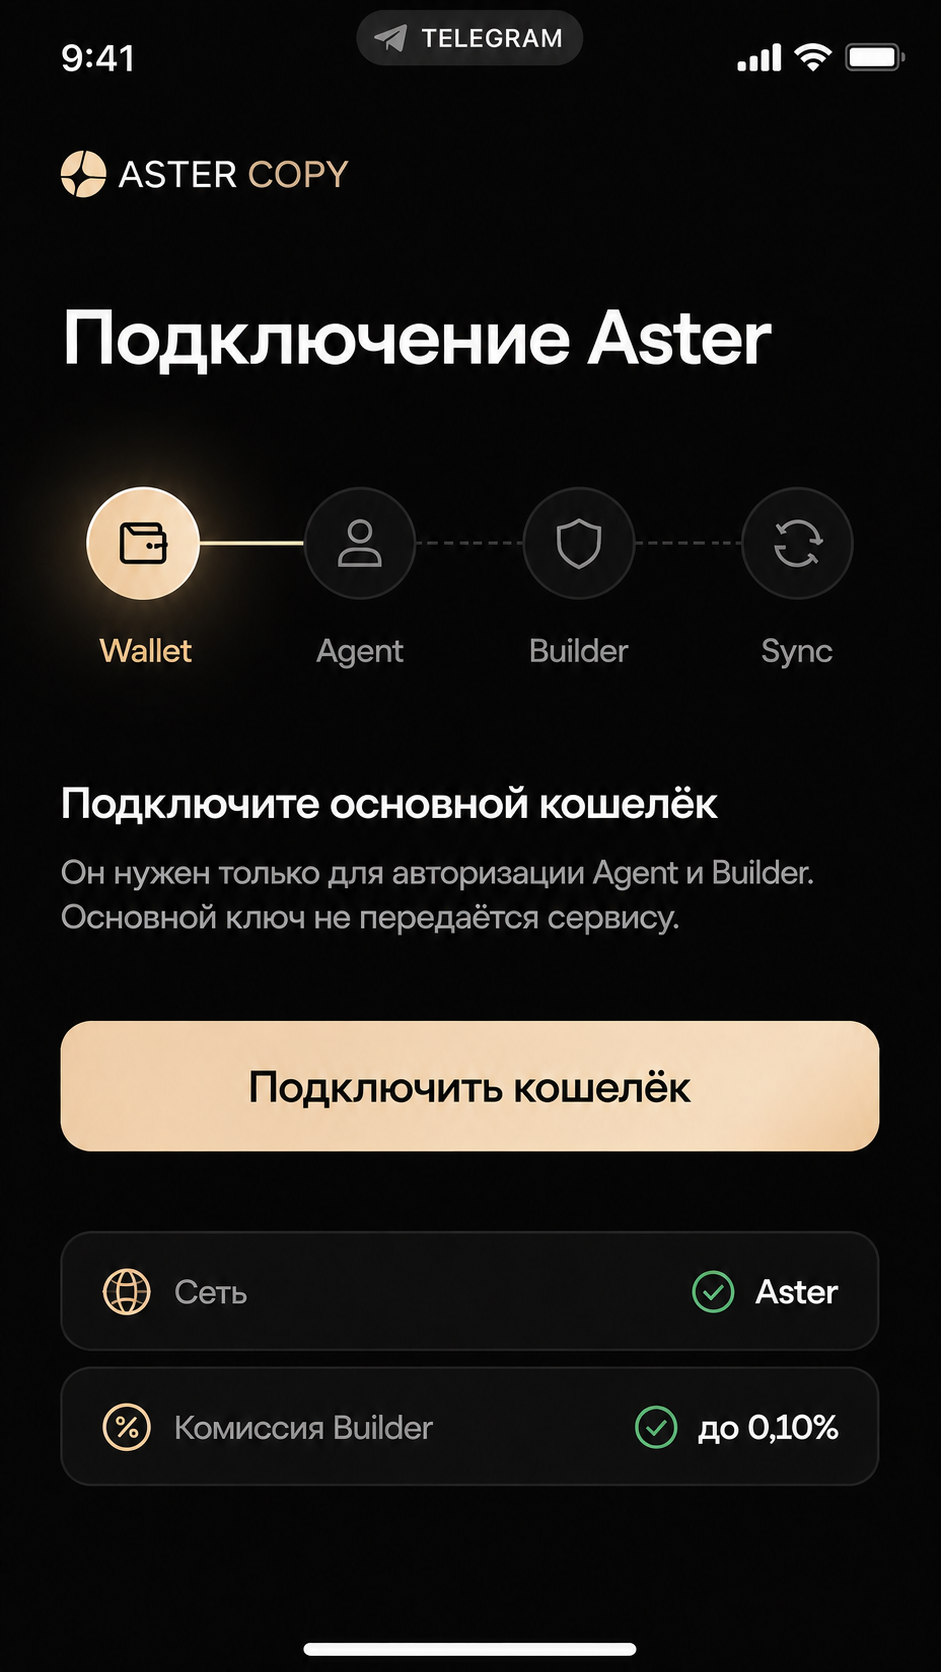 9:41
TELEGRAM
ASTER COPY
Подключение Aster
Wallet
Agent
Builder
Sync
Подключите основной кошелёк
Он нужен только для авторизации Agent и Builder.
Основной ключ не передаётся сервису.
Подключить кошелёк
Сеть
Aster
Комиссия Builder
до 0,10%